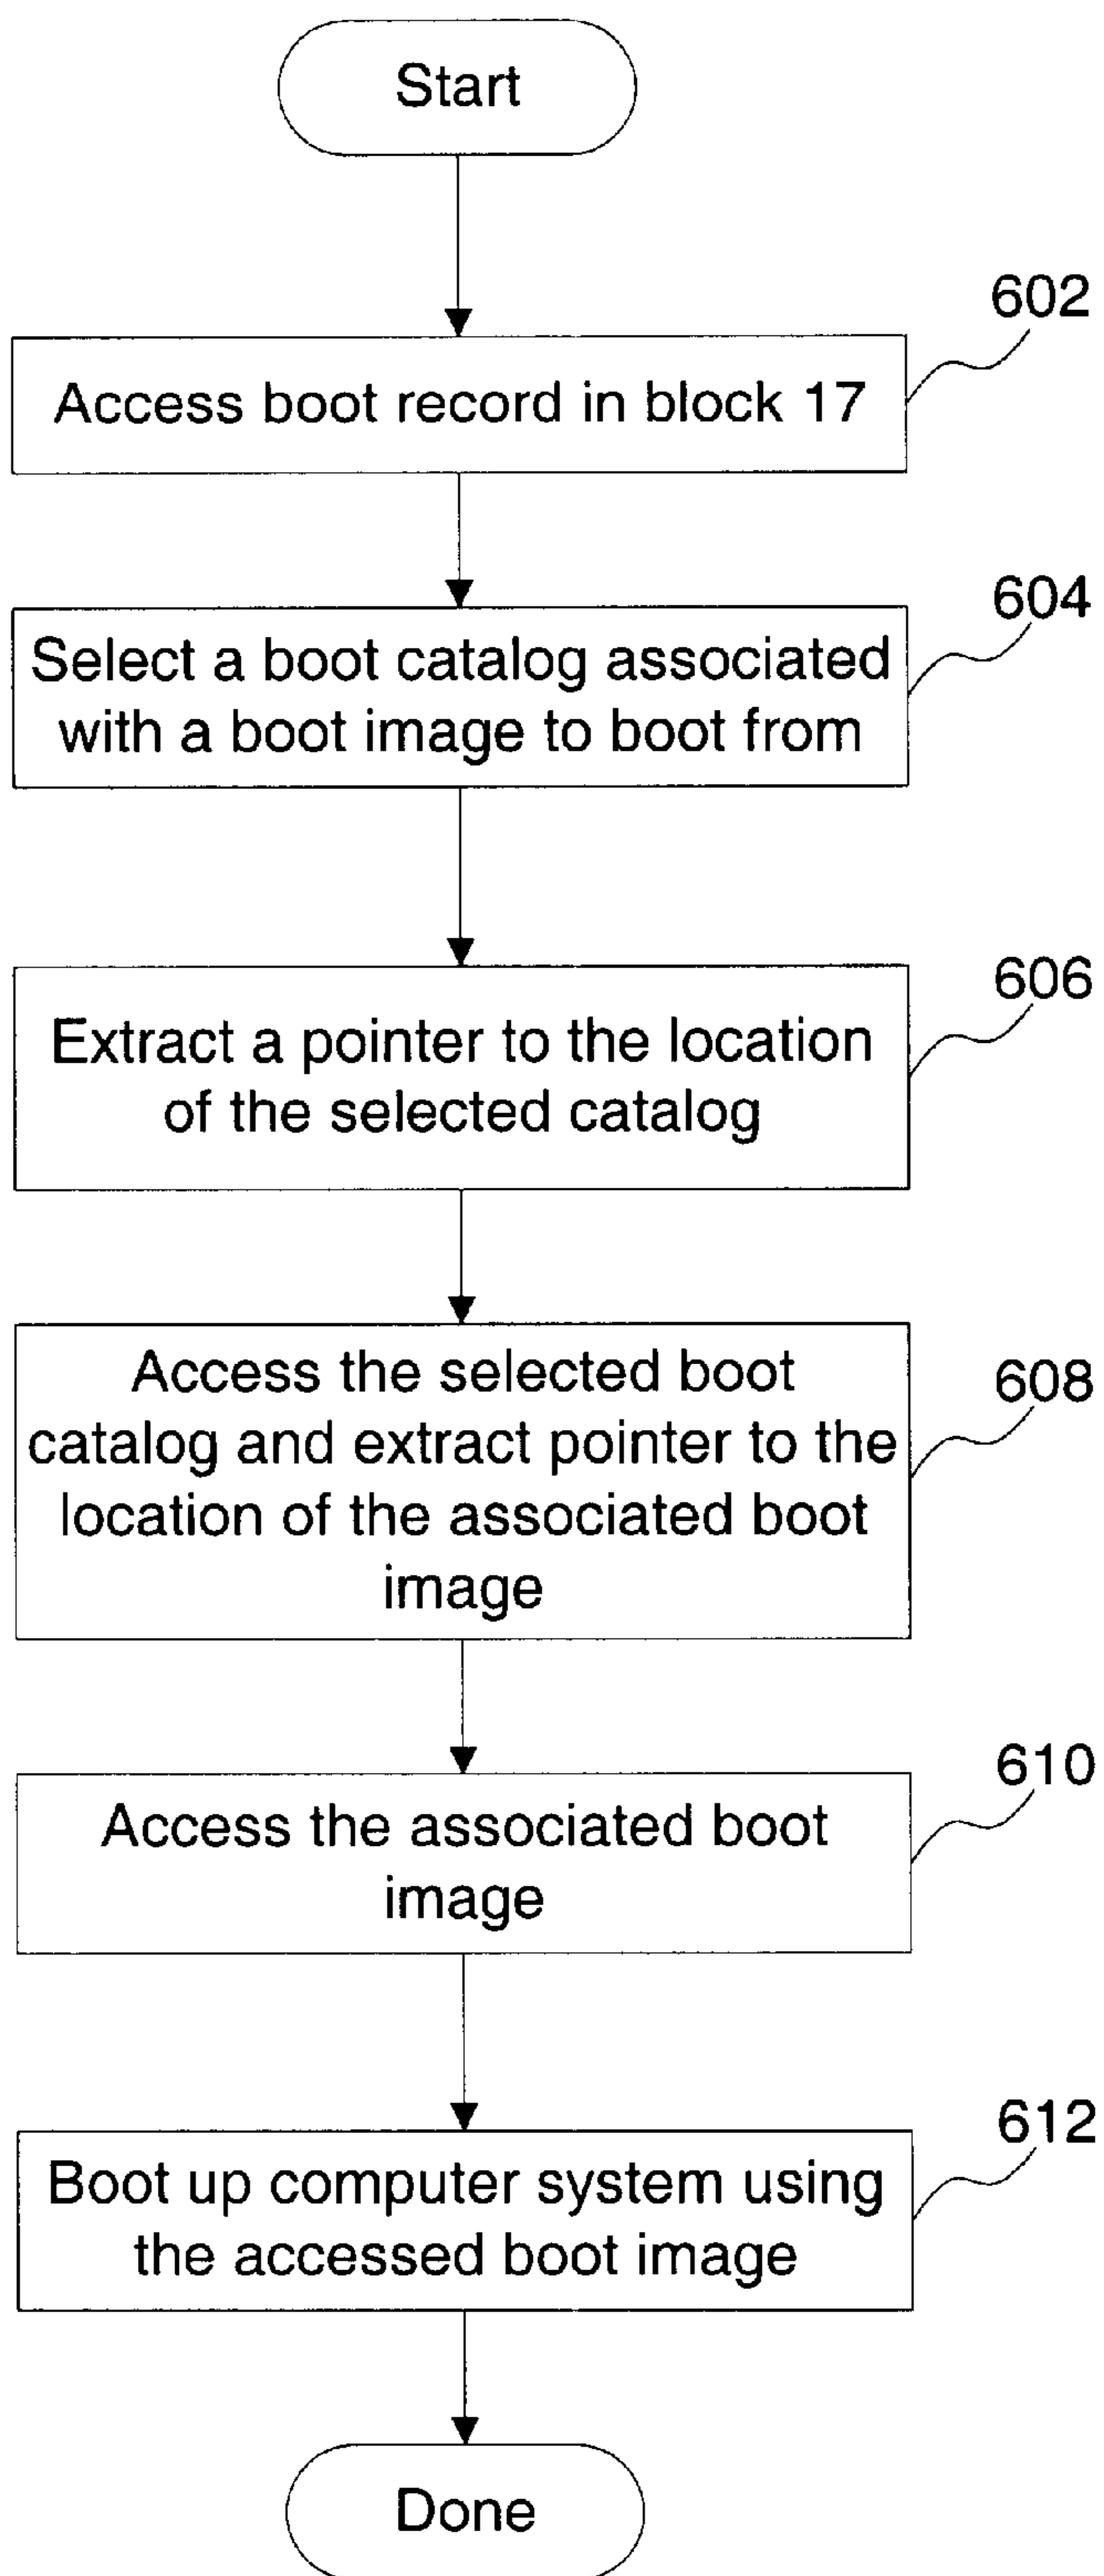 Start
602
Access boot record in block 17
604
Select a boot catalog associated
with a boot image to boot from
606
Extract a pointer to the location
of the selected catalog
608
Access the selected boot
catalog and extract pointer to the
location of the associated boot
image
610
Access the associated boot
image
612
Boot up computer system using
the accessed boot image
Done